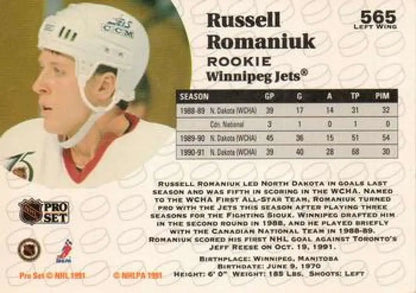 Russell
Romaniuk
ROOKIE
Winnipeg Jets®
565
LEFT WING
SEASON GP G A TP PIM
1988-89 N. Dakota (WCHA) 39 17 14 31 32
Cdn. National 3 1 0 1 0
1989-90 N. Dakota (WCHA) 45 36 15 51 54
1990-91 N. Dakota (WCHA) 39 40 28 68 30
RUSSELL ROMANIUK LED NORTH DAKOTA IN GOALS LAST
SEASON AND WAS FIFTH IN SCORING IN THE WCHA. NAMED
TO THE WCHA FIRST ALL-STAR TEAM, ROMANIUK TURNED
PRO WITH THE JETS THIS SEASON AFTER PLAYING THREE
SEASONS FOR THE FIGHTING SIOUX. WINNIPEG DRAFTED HIM
IN THE SECOND ROUND IN 1988, AND HE PLAYED BRIEFLY
WITH THE CANADIAN NATIONAL TEAM IN 1988-89.
ROMANIUK SCORED HIS FIRST NHL GOAL AGAINST TORONTO'S
JEFF REESE ON OCT. 19, 1991.
BIRTHPLACE: WINNIPEG, MANITOBA
BIRTHDATE: JUNE 9, 1970
HEIGHT: 6' 0" WEIGHT: 185 LBS. SHOOTS: LEFT
CCM
75
NHL
PRO
SET
NHLPA
Pro Set © NHL 1991 © NHLPA 1991